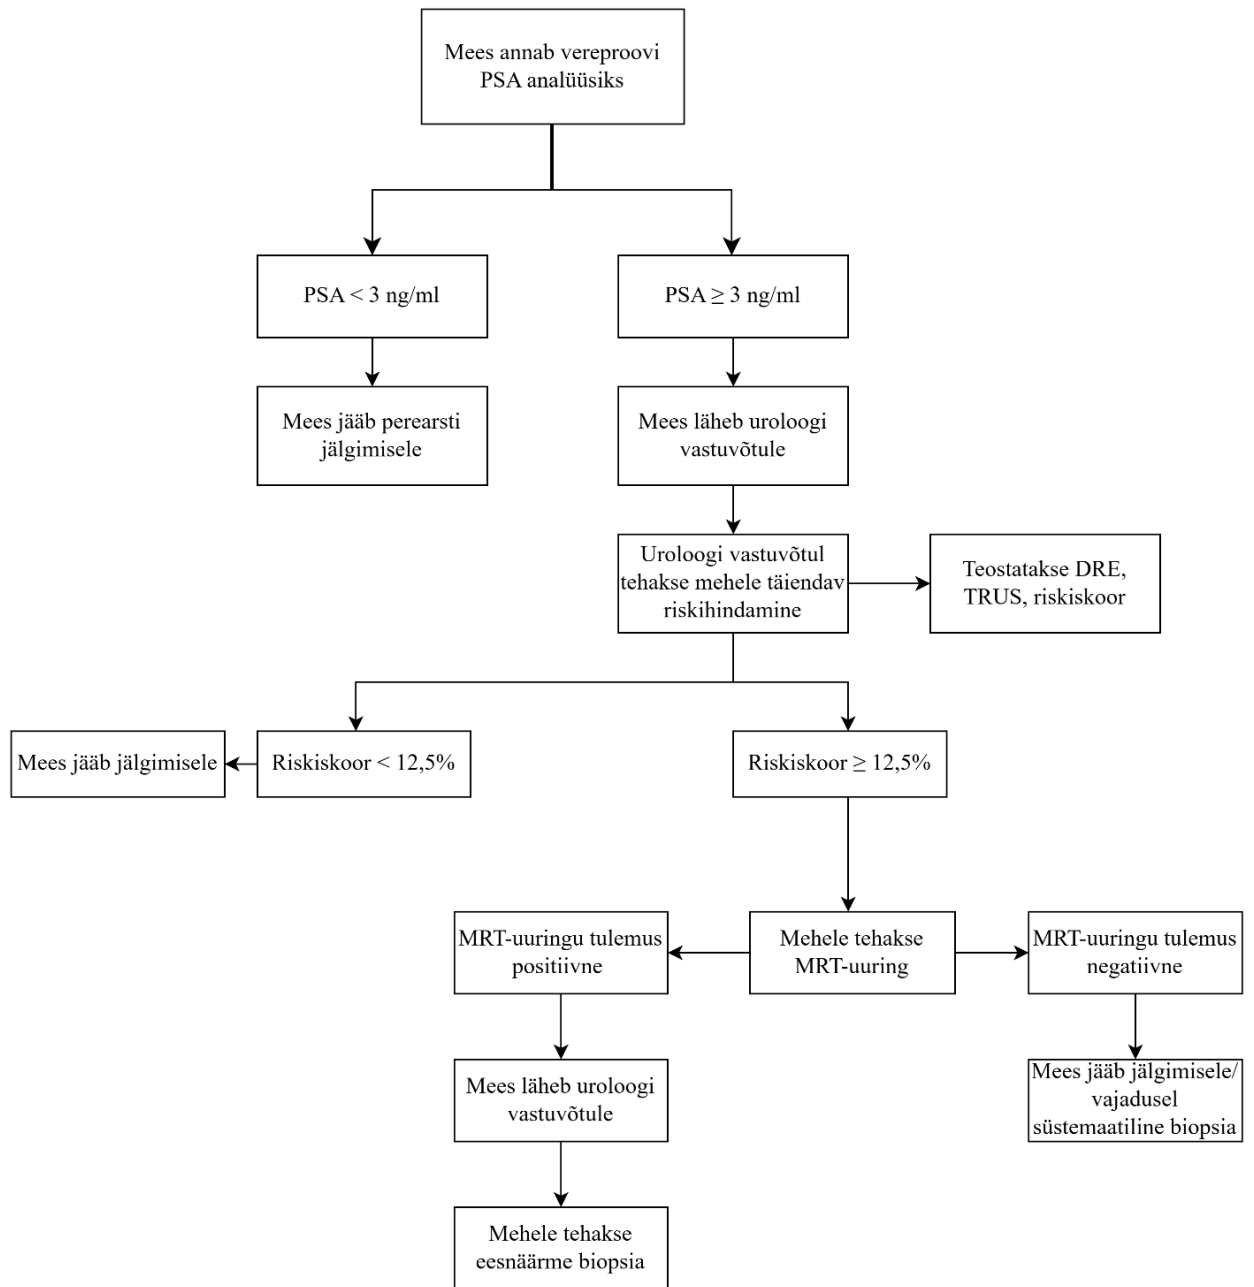 Mees annab vereproovi
PSA analüüsiks
PSA < 3 ng/ml
PSA ≥ 3 ng/ml
Mees jääb perearsti
jälgimisele
Mees läheb uroloogi
vastuvõtule
Uroloogi vastuvõtul
tehakse mehele täiendav
riskihindamine
Teostatakse DRE,
TRUS, riskiskoor
Mees jääb jälgimisele
Riskiskoor < 12,5%
Riskiskoor ≥ 12,5%
MRT-uuringu tulemus
positiivne
Mehele tehakse
MRT-uuring
MRT-uuringu tulemus
negatiivne
Mees läheb uroloogi
vastuvõtule
Mees jääb jälgimisele/
vajadusel
süstemaatiline biopsia
Mehele tehakse
eesnäärme biopsia